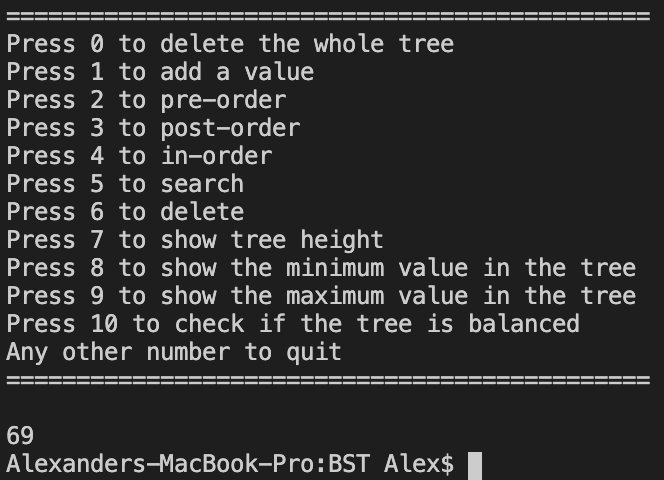 ==============================================
Press 0 to delete the whole tree
Press 1 to add a value
Press 2 to pre-order
Press 3 to post-order
Press 4 to in-order
Press 5 to search
Press 6 to delete
Press 7 to show tree height
Press 8 to show the minimum value in the tree
Press 9 to show the maximum value in the tree
Press 10 to check if the tree is balanced
Any other number to quit
==============================================
69
Alexanders-MacBook-Pro:BST Alex$